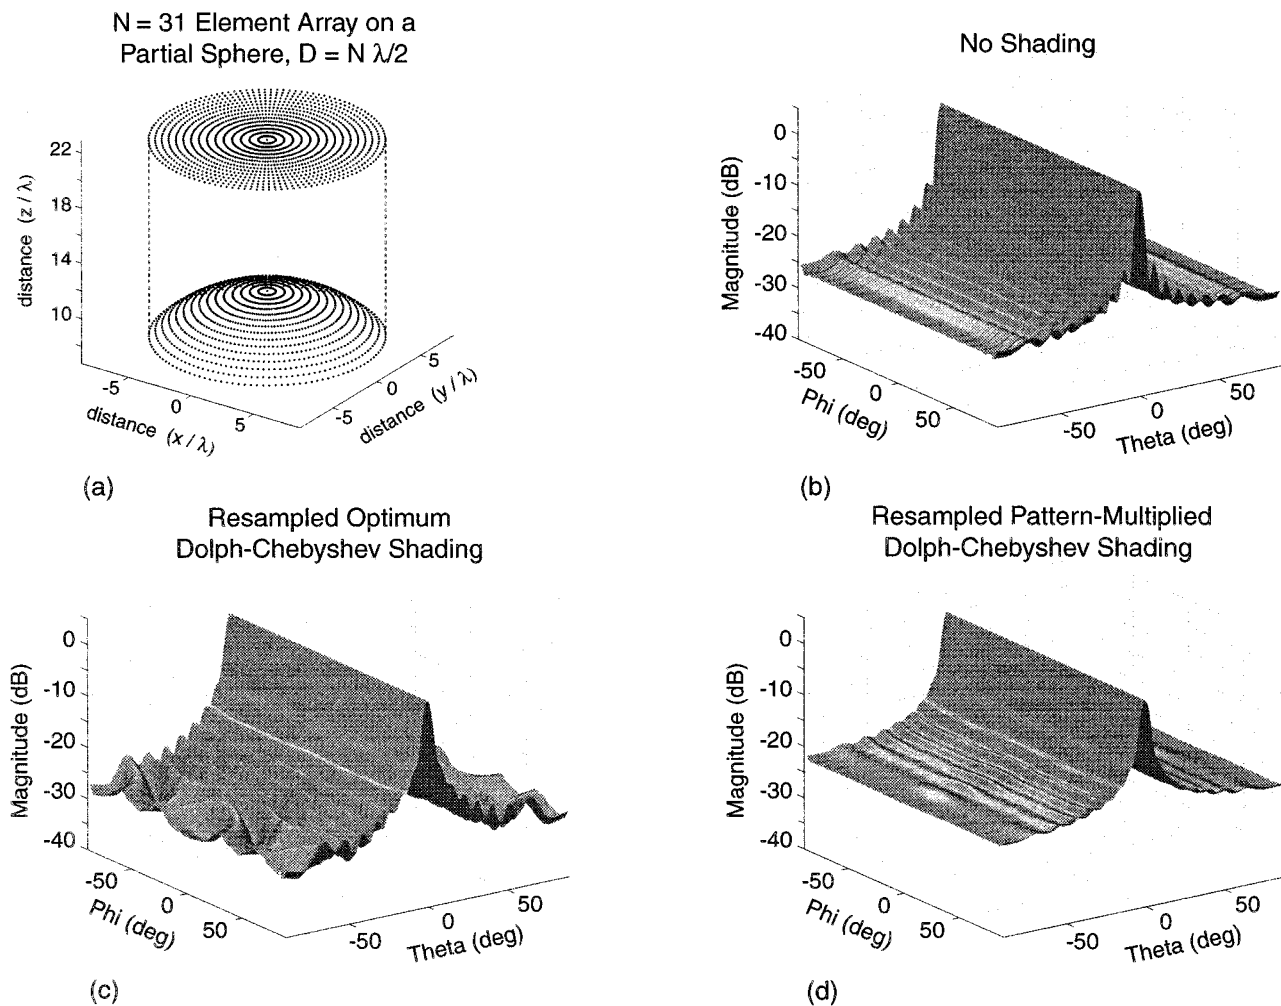 N = 31 Element Array on a
Partial Sphere, D = N λ/2
22
18
14
10
distance (z / λ)
-5
0
5
distance (x / λ)
-5
0
5
distance (y / λ)
(a)
No Shading
0
-10
-20
-30
-40
Magnitude (dB)
-50
0
50
Phi (deg)
-50
0
50
Theta (deg)
(b)
Resampled Optimum
Dolph-Chebyshev Shading
0
-10
-20
-30
-40
Magnitude (dB)
-50
0
50
Phi (deg)
-50
0
50
Theta (deg)
(c)
Resampled Pattern-Multiplied
Dolph-Chebyshev Shading
0
-10
-20
-30
-40
Magnitude (dB)
-50
0
50
Phi (deg)
-50
0
50
Theta (deg)
(d)